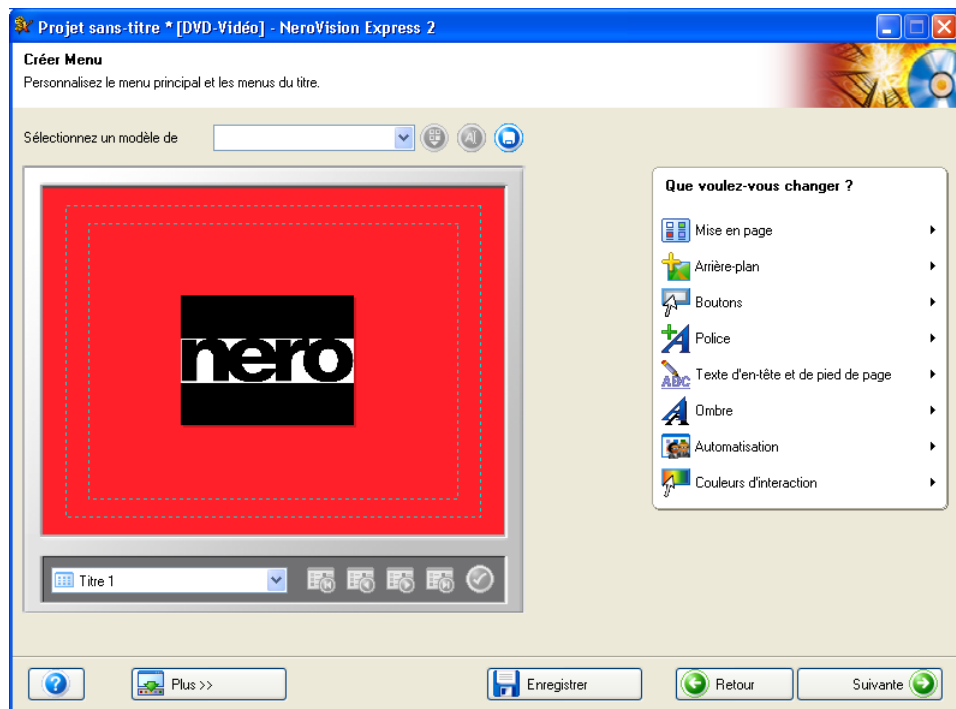 Projet sans-titre * [DVD-Vidéo] - NeroVision Express 2
Créer Menu
Personnalisez le menu principal et les menus du titre.
Sélectionnez un modèle de
nero
Que voulez-vous changer ?
Mise en page
Arrière-plan
Boutons
Police
Texte d'en-tête et de pied de page
Ombre
Automatisation
Couleurs d'interaction
Titre 1
Plus >>
Enregistrer
Retour
Suivante